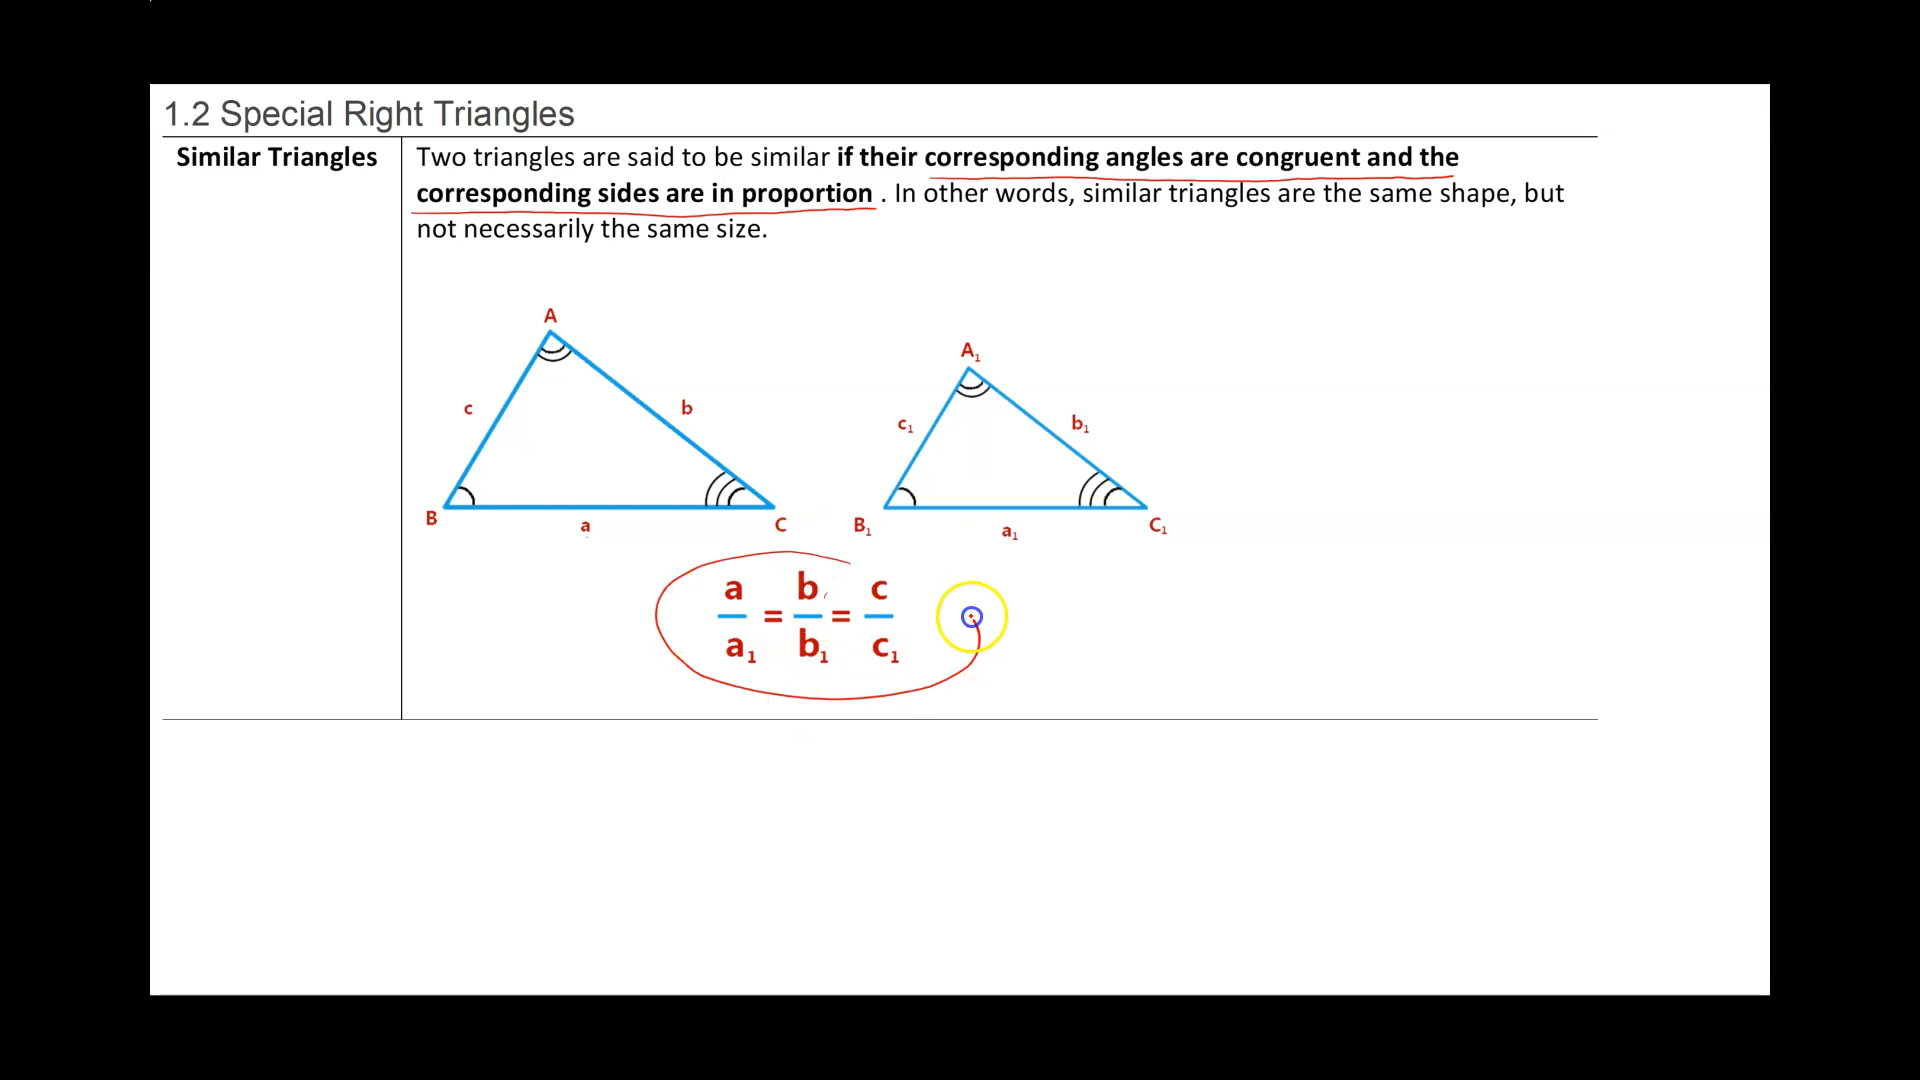 1.2 Special Right Triangles
Similar Triangles
Two triangles are said to be similar if their corresponding angles are congruent and the
corresponding sides are in proportion . In other words, similar triangles are the same shape, but
not necessarily the same size.
A
c
b
B
a
C
A₁
c₁
b₁
B₁
a₁
C₁
a/a₁ = b/b₁ = c/c₁